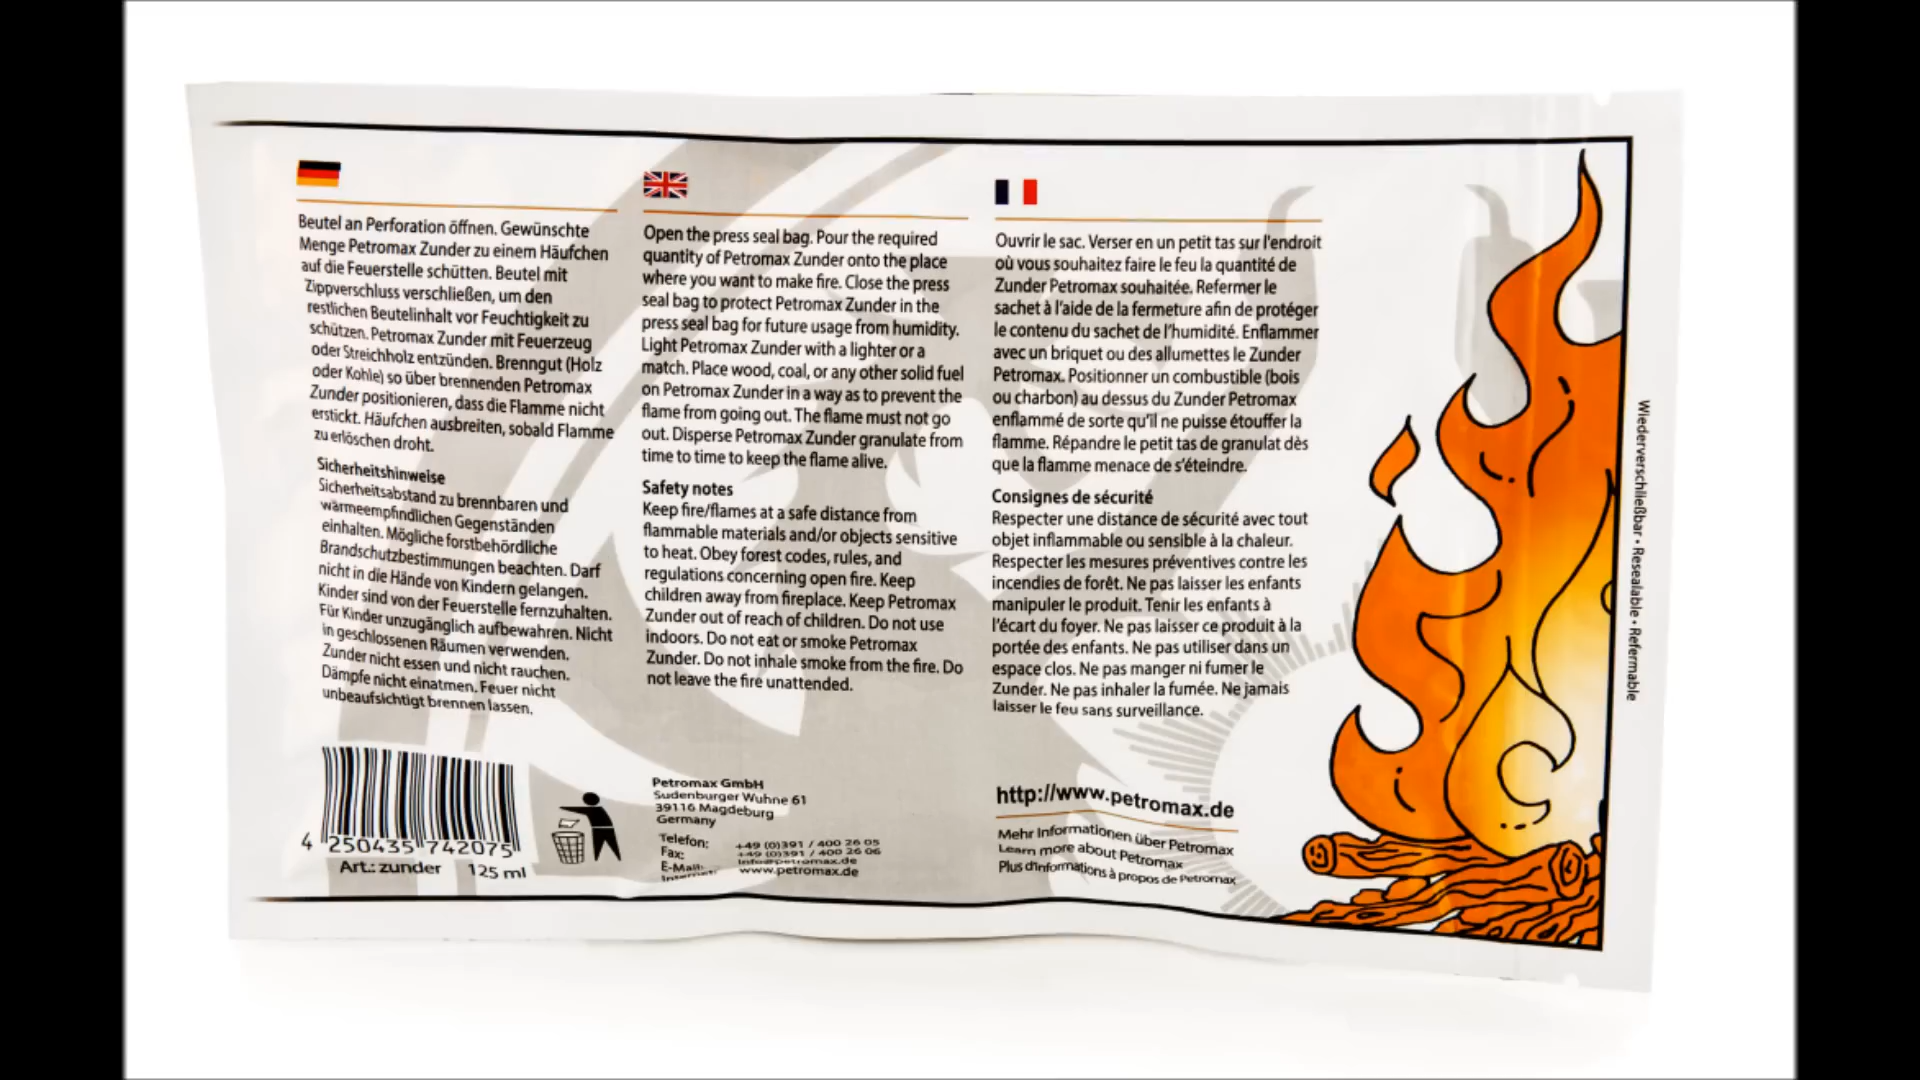 Beutel an Perforation öffnen. Gewünschte
Menge Petromax Zunder zu einem Häufchen
auf die Feuerstelle schütten. Beutel mit
Zippverschluss verschließen, um den
restlichen Beutelinhalt vor Feuchtigkeit zu
schützen. Petromax Zunder mit Feuerzeug
oder Streichholz entzünden. Brenngut (Holz
oder Kohle) so über brennenden Petromax
Zunder positionieren, dass die Flamme nicht
erstickt. Häufchen ausbreiten, sobald Flamme
zu erlöschen droht.
Sicherheitshinweise
Sicherheitsabstand zu brennbaren und
wärmeempfindlichen Gegenständen
einhalten. Mögliche forstbehördliche
Brandschutzbestimmungen beachten. Darf
nicht in die Hände von Kindern gelangen.
Kinder sind von der Feuerstelle fernzuhalten.
Für Kinder unzugänglich aufbewahren. Nicht
in geschlossenen Räumen verwenden.
Zunder nicht essen und nicht rauchen.
Dämpfe nicht einatmen. Feuer nicht
unbeaufsichtigt brennen lassen.
4 250435 742075
Art.: zunder 125 ml
Open the press seal bag. Pour the required
quantity of Petromax Zunder onto the place
where you want to make fire. Close the press
seal bag to protect Petromax Zunder in the
press seal bag for future usage from humidity.
Light Petromax Zunder with a lighter or a
match. Place wood, coal, or any other solid fuel
on Petromax Zunder in a way as to prevent the
flame from going out. The flame must not go
out. Disperse Petromax Zunder granulate from
time to time to keep the flame alive.
Safety notes
Keep fire/flames at a safe distance from
flammable materials and/or objects sensitive
to heat. Obey forest codes, rules, and
regulations concerning open fire. Keep
children away from fireplace. Keep Petromax
Zunder out of reach of children. Do not use
indoors. Do not eat or smoke Petromax
Zunder. Do not inhale smoke from the fire. Do
not leave the fire unattended.
Petromax GmbH
Sudenburger Wuhne 61
39116 Magdeburg
Germany
Telefon: +49 (0)391 / 400 26 05
Fax: +49 (0)391 / 400 26 06
E-Mail: info@petromax.de
Internet: www.petromax.de
Ouvrir le sac. Verser en un petit tas sur l'endroit
où vous souhaitez faire le feu la quantité de
Zunder Petromax souhaitée. Refermer le
sachet à l'aide de la fermeture afin de protéger
le contenu du sachet de l'humidité. Enflammer
avec un briquet ou des allumettes le Zunder
Petromax. Positionner un combustible (bois
ou charbon) au dessus du Zunder Petromax
enflammé de sorte qu'il ne puisse étouffer la
flamme. Répandre le petit tas de granulat dès
que la flamme menace de s'éteindre.
Consignes de sécurité
Respecter une distance de sécurité avec tout
objet inflammable ou sensible à la chaleur.
Respecter les mesures préventives contre les
incendies de forêt. Ne pas laisser les enfants
manipuler le produit. Tenir les enfants à
l'écart du foyer. Ne pas laisser ce produit à la
portée des enfants. Ne pas utiliser dans un
espace clos. Ne pas manger ni fumer le
Zunder. Ne pas inhaler la fumée. Ne jamais
laisser le feu sans surveillance.
http://www.petromax.de
Mehr Informationen über Petromax
Learn more about Petromax
Plus d'informations à propos de Petromax
Wiederverschließbar • Resealable • Refermable